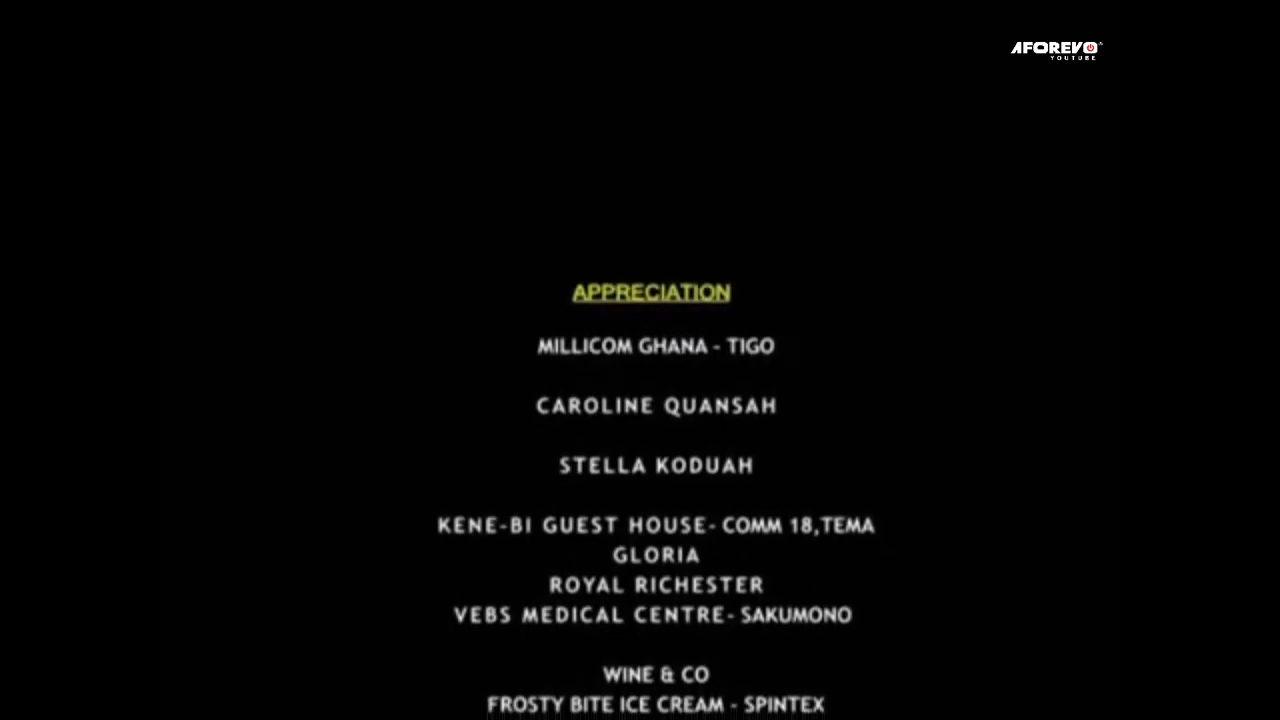 AFOREVO
YOUTUBE
APPRECIATION
MILLICOM GHANA - TIGO
CAROLINE QUANSAH
STELLA KODUAH
KENE-BI GUEST HOUSE- COMM 18,TEMA
GLORIA
ROYAL RICHESTER
VEBS MEDICAL CENTRE- SAKUMONO
WINE & CO
FROSTY BITE ICE CREAM - SPINTEX